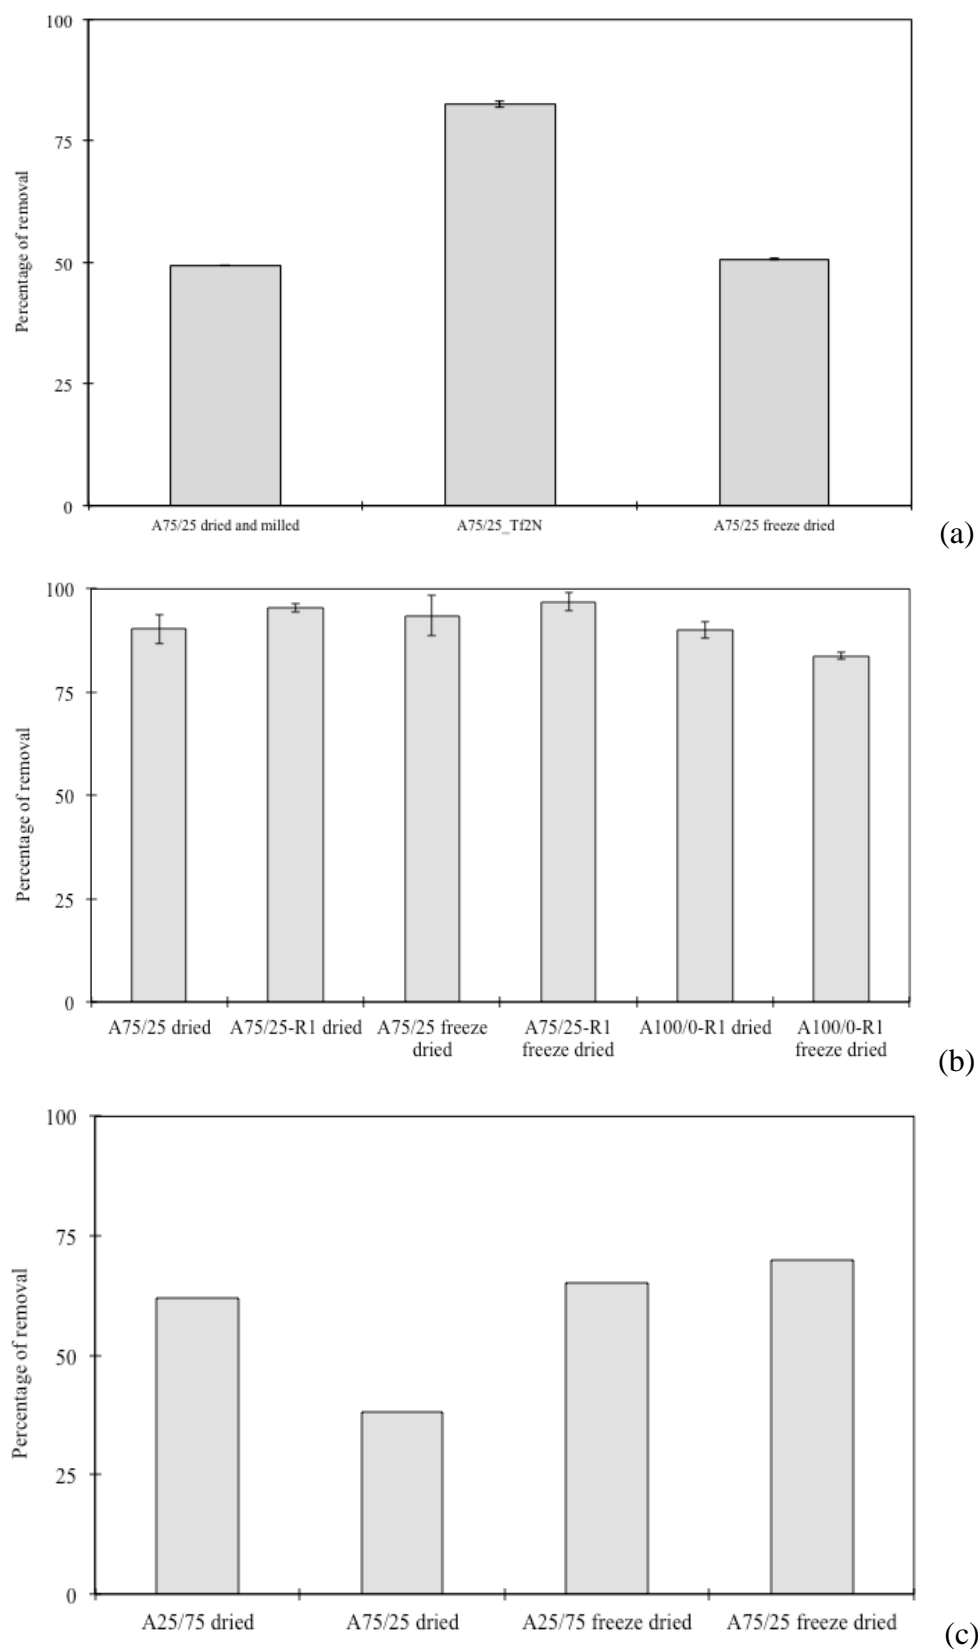 100
75
50
25
0
Percentage of removal
A75/25 dried and milled
A75/25_Tf2N
A75/25 freeze dried
(a)
100
75
50
25
0
Percentage of removal
A75/25 dried
A75/25-R1 dried
A75/25 freeze
dried
A75/25-R1
freeze dried
A100/0-R1 dried
A100/0-R1
freeze dried
(b)
100
75
50
25
0
Percentage of removal
A25/75 dried
A75/25 dried
A25/75 freeze dried
A75/25 freeze dried
(c)